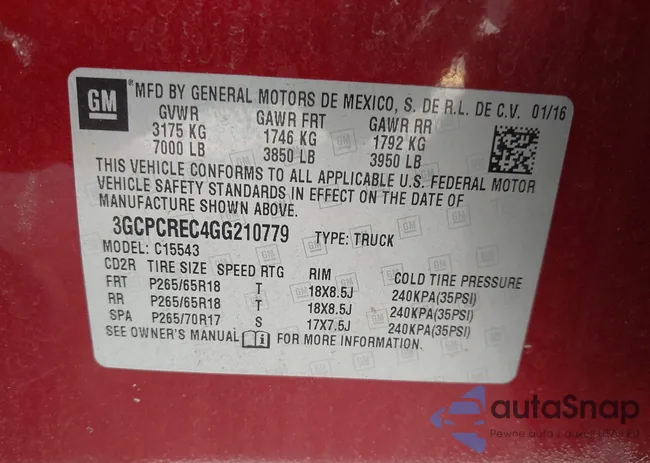 GM
®MFD BY GENERAL MOTORS DE MEXICO, S. DE R.L. DE C.V. 01/16
GVWR GAWR FRT GAWR RR
3175 KG 1746 KG 1792 KG
7000 LB 3850 LB 3950 LB
THIS VEHICLE CONFORMS TO ALL APPLICABLE U.S. FEDERAL MOTOR
VEHICLE SAFETY STANDARDS IN EFFECT ON THE DATE OF
MANUFACTURE SHOWN ABOVE.
3GCPCREC4GG210779 TYPE: TRUCK
MODEL: C15543
CD2R TIRE SIZE SPEED RTG RIM COLD TIRE PRESSURE
FRT P265/65R18 T 18X8.5J 240KPA(35PSI)
RR P265/65R18 T 18X8.5J 240KPA(35PSI)
SPA P265/70R17 S 17X7.5J 240KPA(35PSI)
SEE OWNER'S MANUAL FOR MORE INFORMATION.
autaSnap
Pewne auta